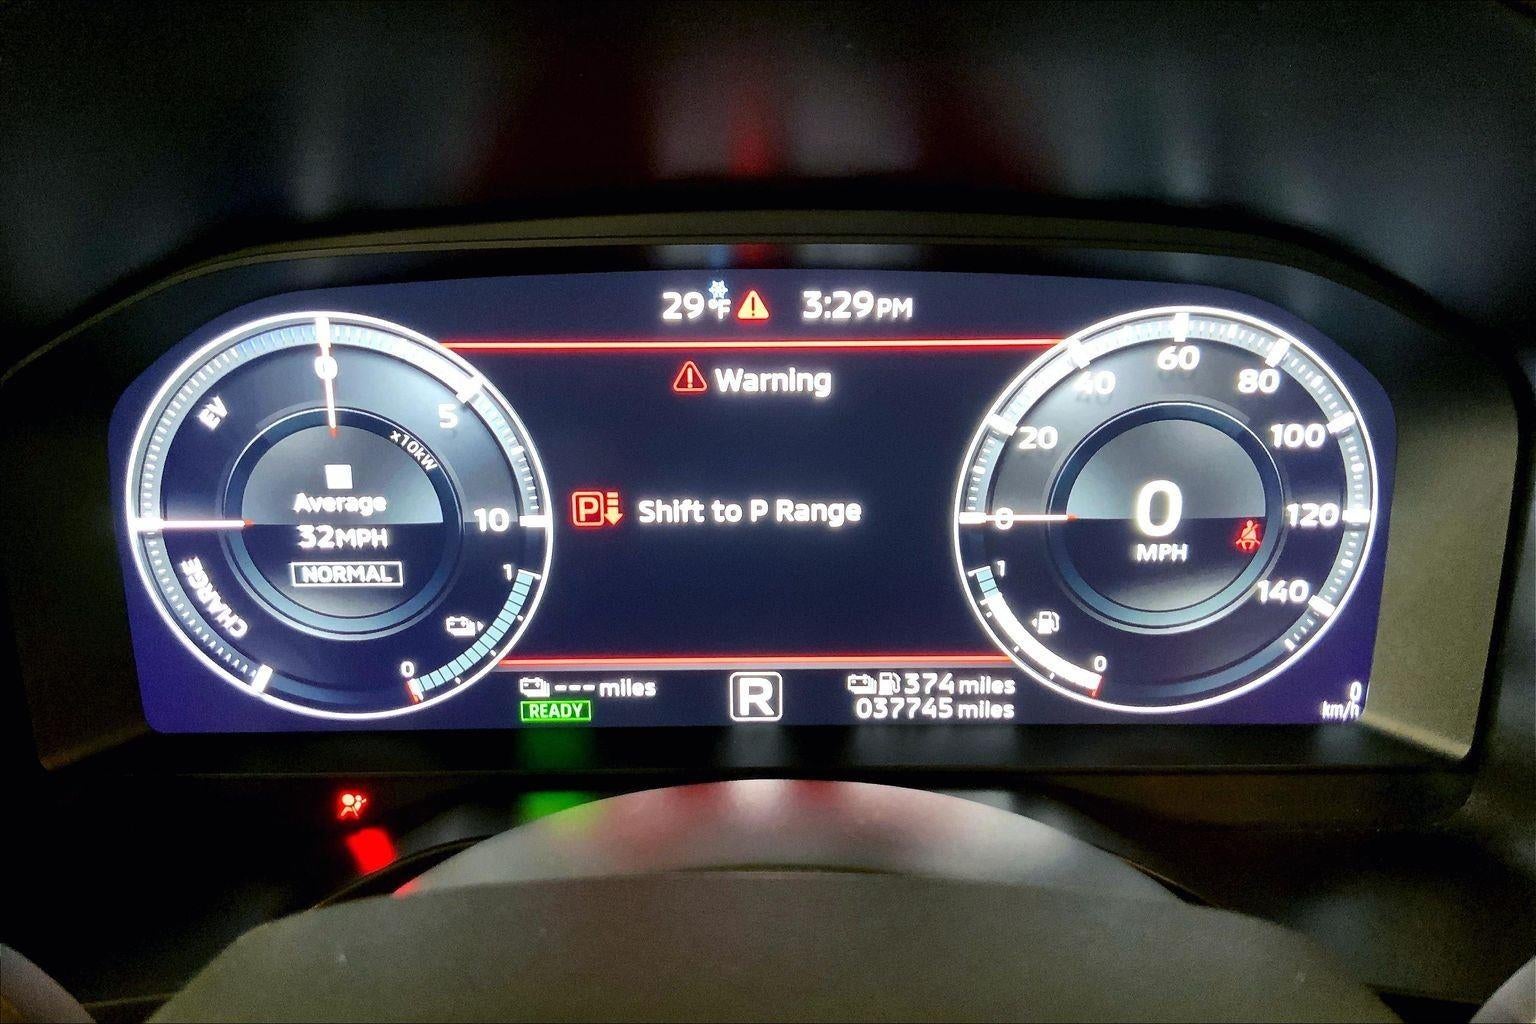 29°F 3:29PM
Warning
Shift to P Range
EV
0
5
10
x10kW
CHARGE
Average
32MPH
NORMAL
1
0
0
20
40
60
80
100
120
140
0
MPH
1
0
--- miles
READY
R
374 miles
037745 miles
0
km/h
P